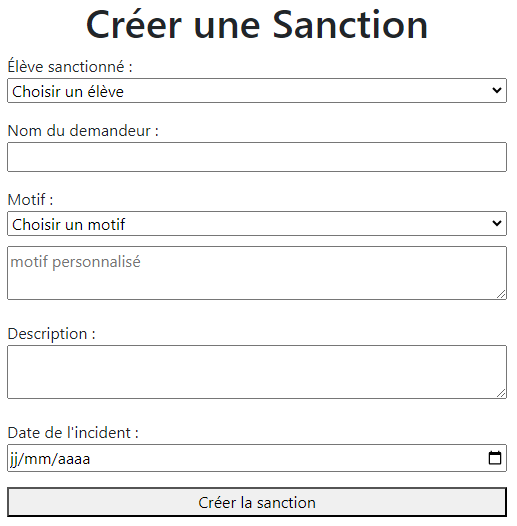 Créer une Sanction
Élève sanctionné :
Choisir un élève
Nom du demandeur :
Motif :
Choisir un motif
motif personnalisé
Description :
Date de l'incident :
jj/mm/aaaa
Créer la sanction